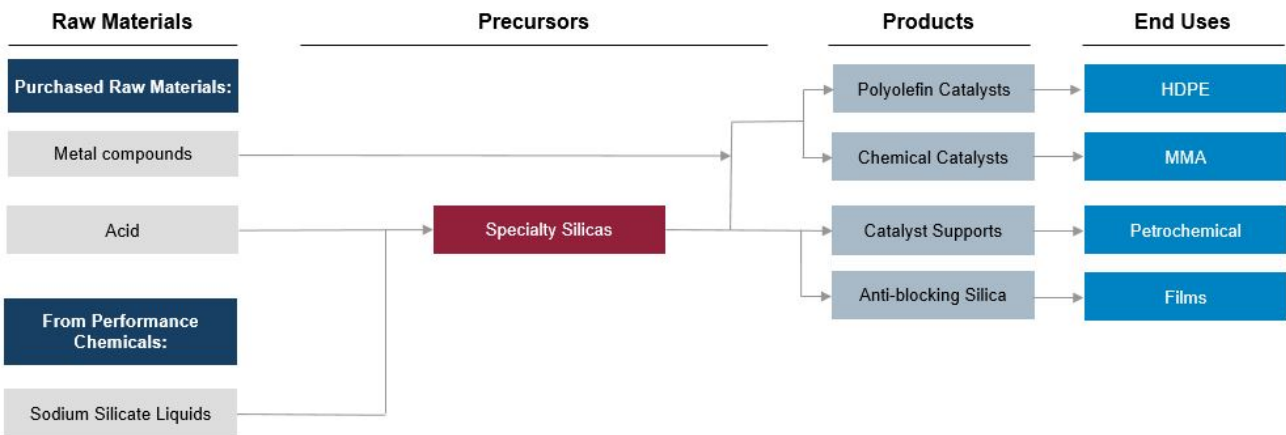 Raw Materials
Precursors
Products
End Uses
Purchased Raw Materials:
Polyolefin Catalysts
HDPE
Metal compounds
Chemical Catalysts
MMA
Acid
Specialty Silicas
Catalyst Supports
Petrochemical
Anti-blocking Silica
Films
From Performance
Chemicals:
Sodium Silicate Liquids